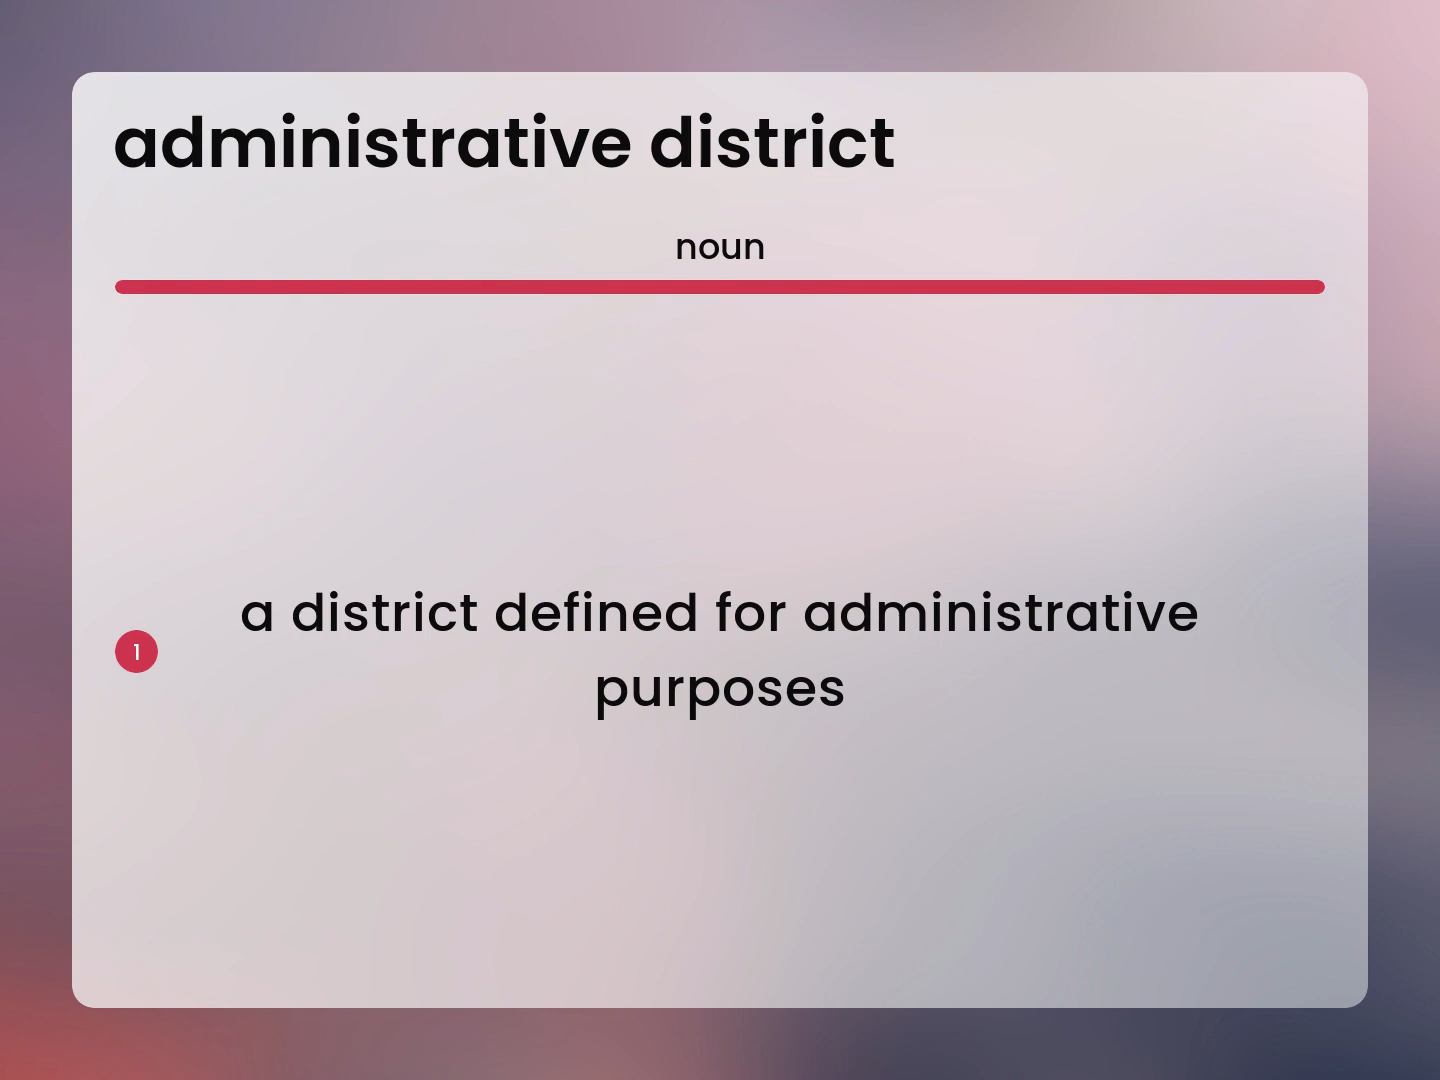 administrative district
noun
1
a district defined for administrative
purposes